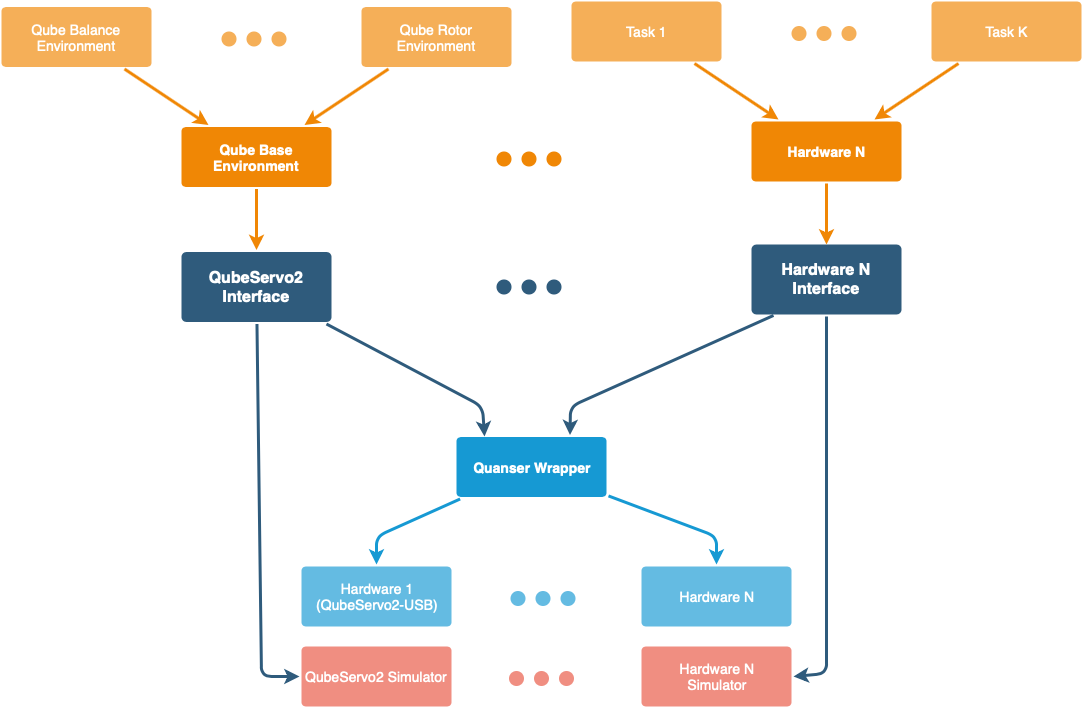 Qube Balance
Environment
Qube Rotor
Environment
Task 1
Task K
Qube Base
Environment
Hardware N
QubeServo2
Interface
Hardware N
Interface
Quanser Wrapper
Hardware 1
(QubeServo2-USB)
Hardware N
QubeServo2 Simulator
Hardware N
Simulator